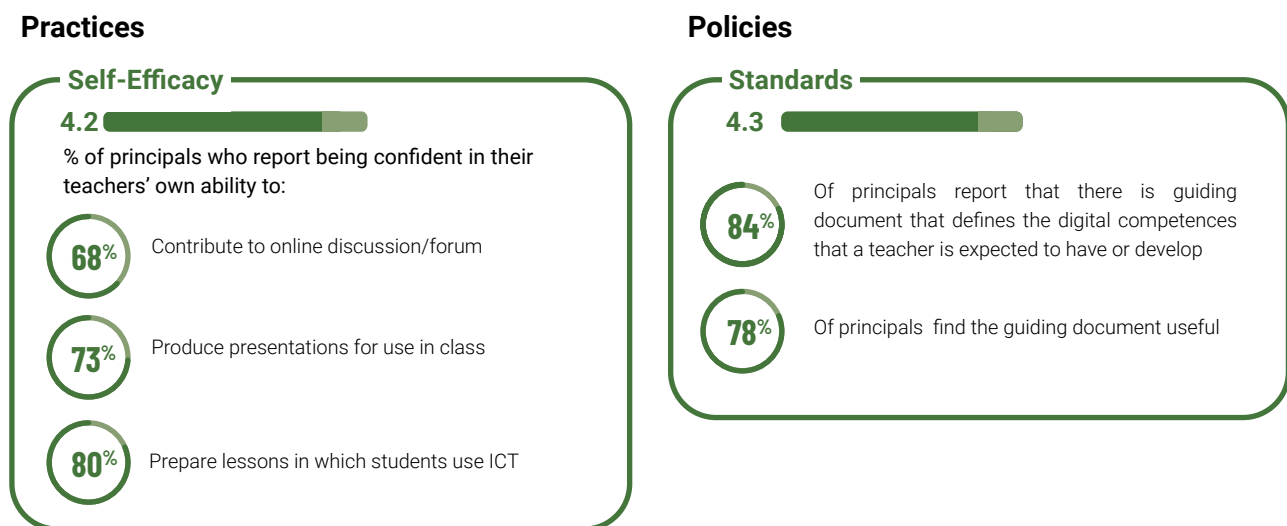 Practices
Self-Efficacy
4.2
% of principals who report being confident in their
teachers’ own ability to:
68%
Contribute to online discussion/forum
73%
Produce presentations for use in class
80%
Prepare lessons in which students use ICT
Policies
Standards
4.3
84%
Of principals report that there is guiding
document that defines the digital competences
that a teacher is expected to have or develop
78%
Of principals find the guiding document useful